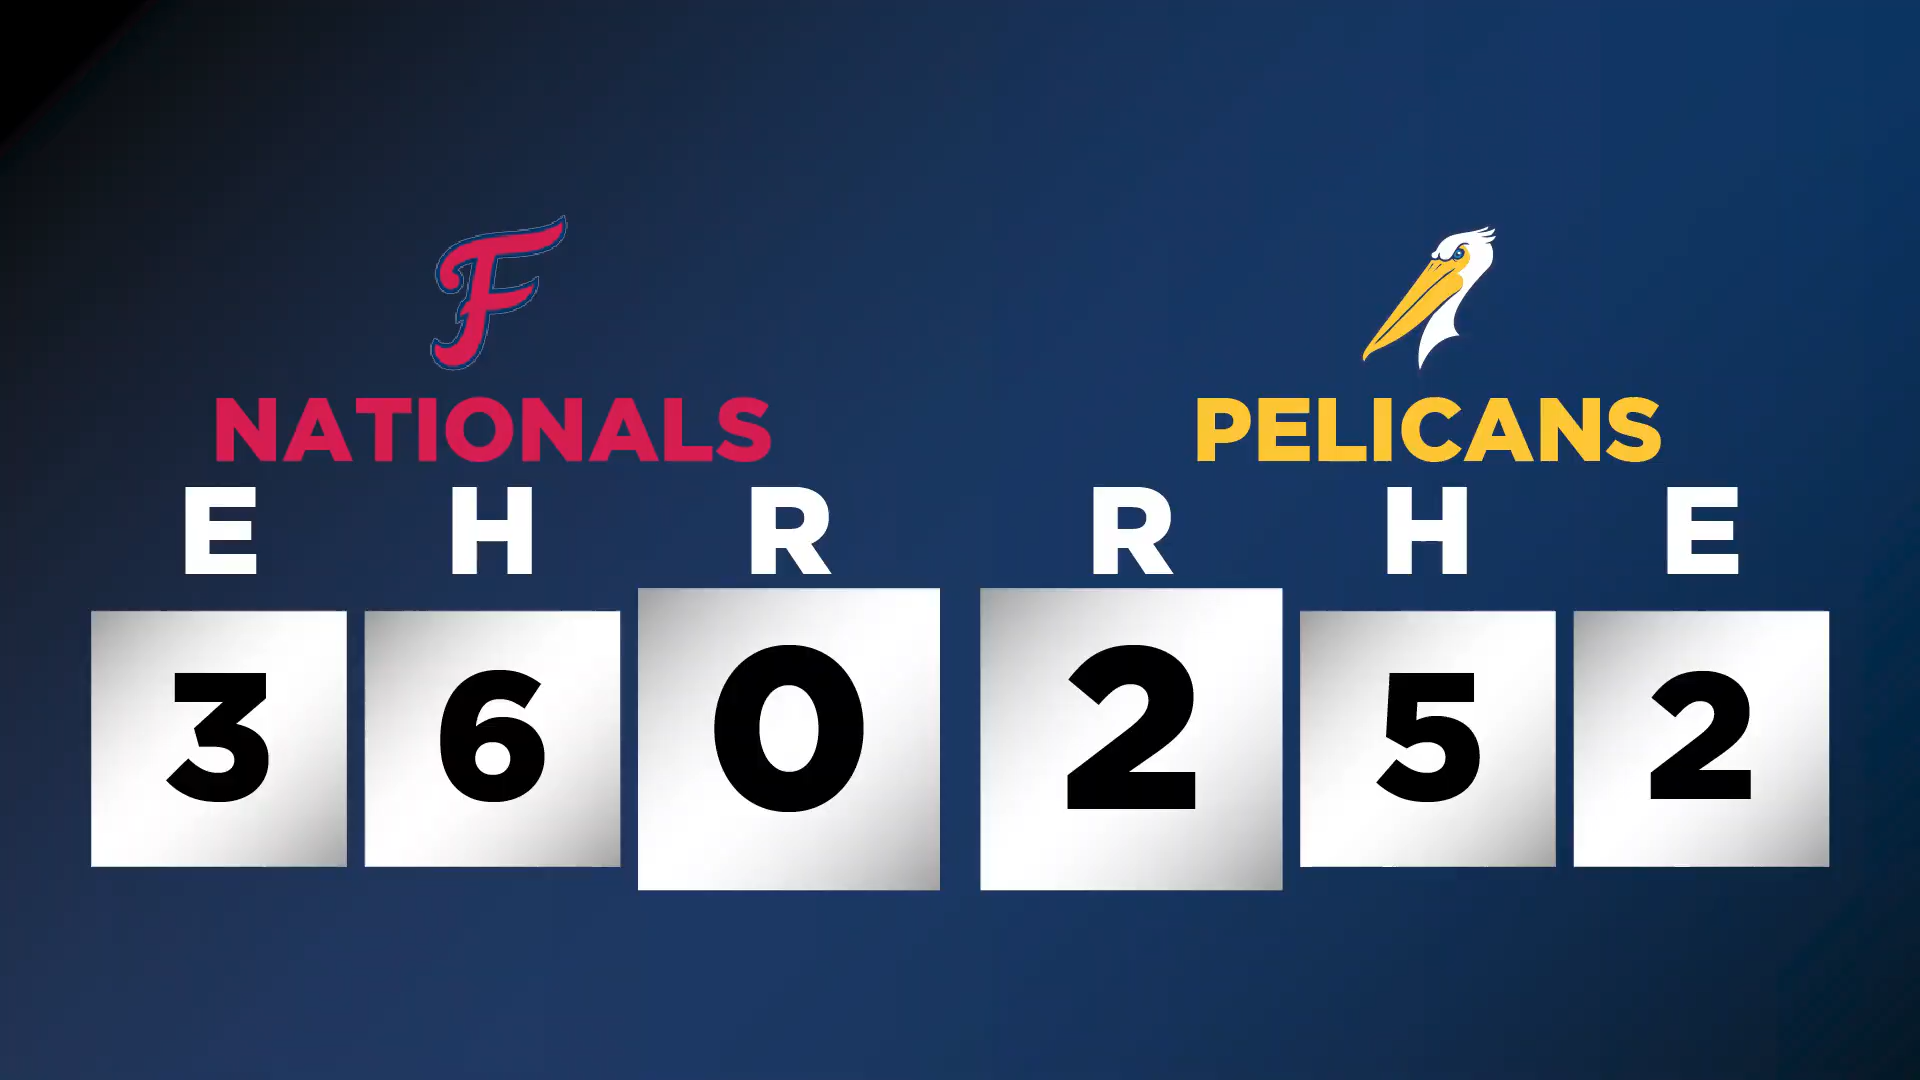 F
NATIONALS PELICANS
E H R R H E
3 6 0 2 5 2